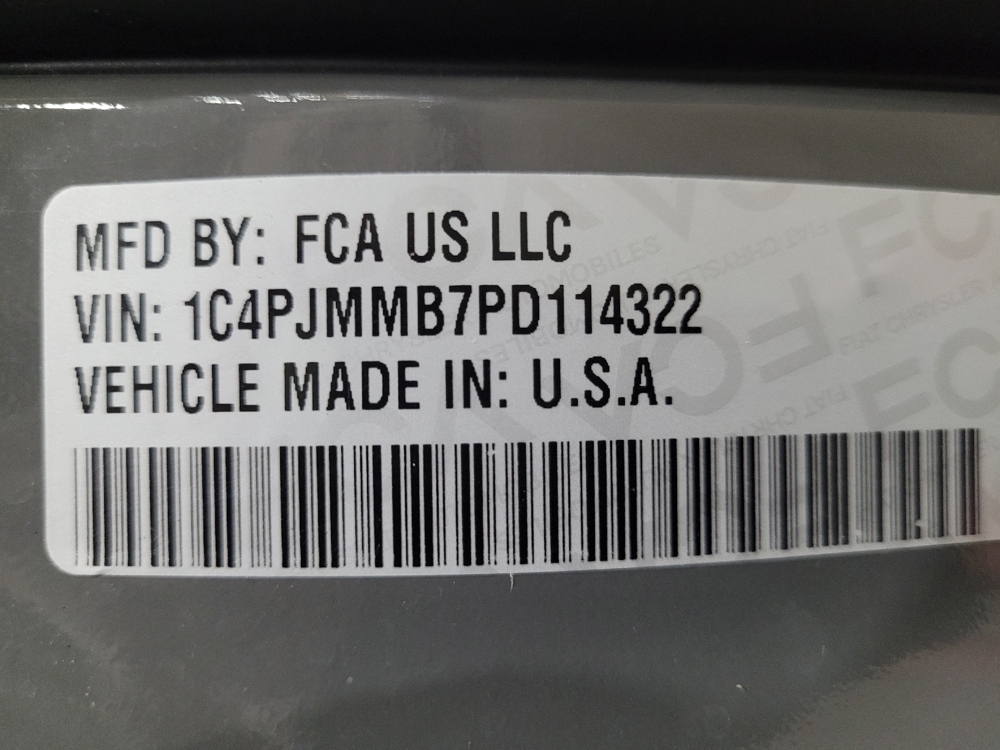 MFD BY: FCA US LLC
VIN: 1C4PJMMB7PD114322
VEHICLE MADE IN: U.S.A.